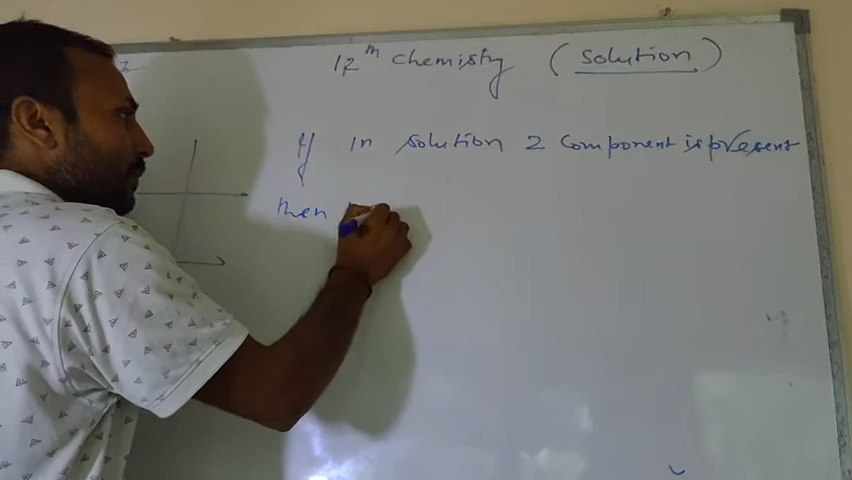 12th chemistry (solution)
If in solution 2 component is present
then